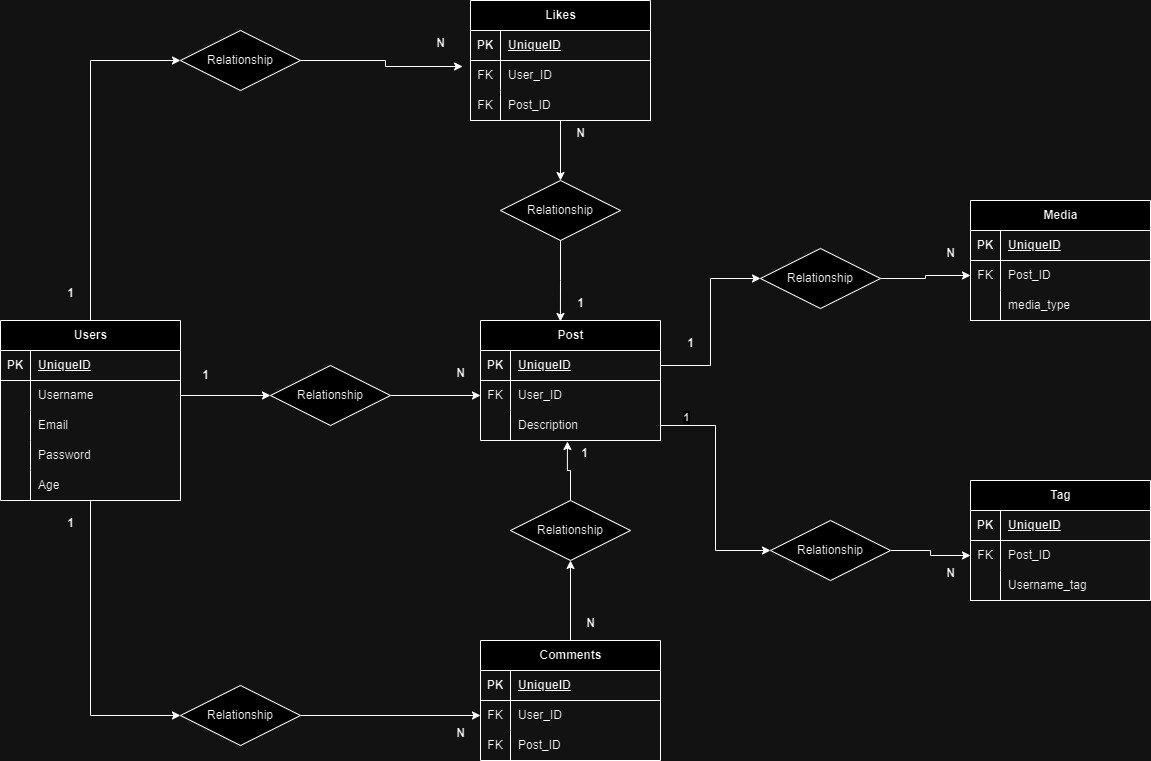 Likes
PK UniqueID
FK User_ID
FK Post_ID
Relationship
N
N
1
Relationship
1
Media
PK UniqueID
FK Post_ID
media_type
Relationship
N
1
Users
PK UniqueID
Username
Email
Password
Age
1
Relationship
N
Post
PK UniqueID
FK User_ID
Description
1
1
1
Relationship
Tag
PK UniqueID
FK Post_ID
Username_tag
Relationship
N
N
Comments
PK UniqueID
FK User_ID
FK Post_ID
Relationship
N